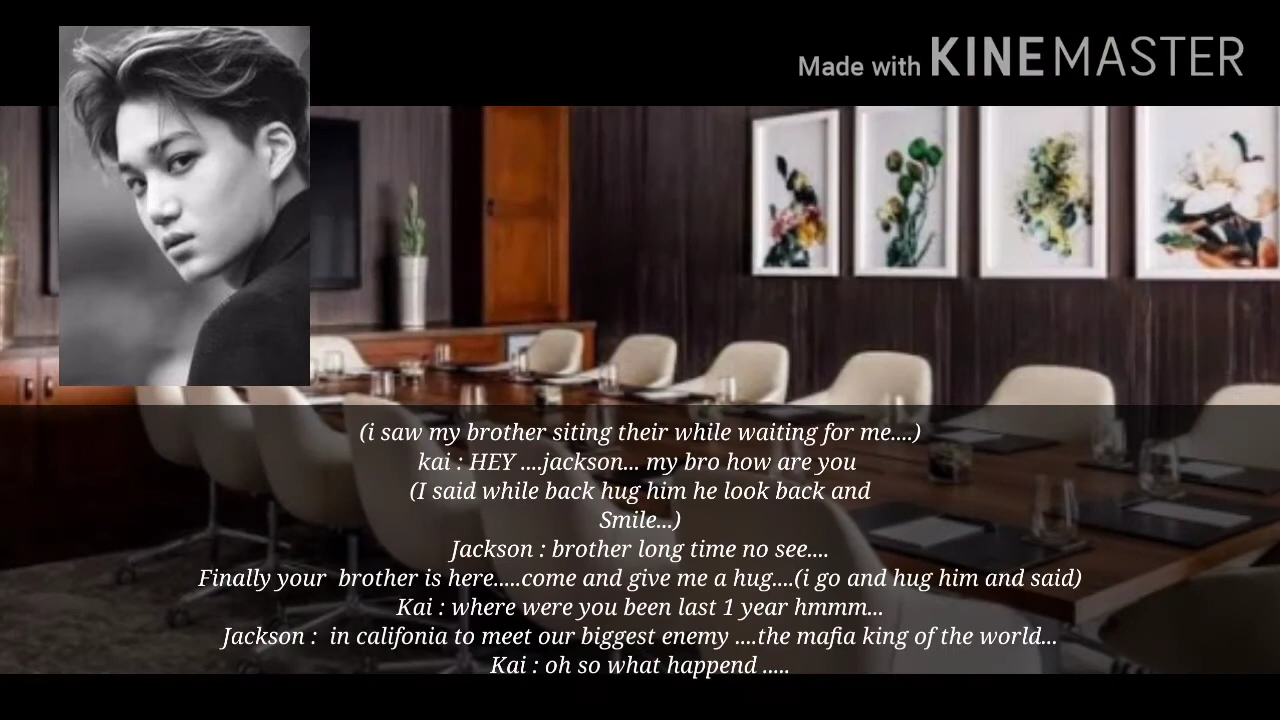 Made with KINEMASTER
(i saw my brother siting their while waiting for me....)
kai : HEY ....jackson... my bro how are you
(I said while back hug him he look back and
Smile...)
Jackson : brother long time no see....
Finally your  brother is here.....come and give me a hug....(i go and hug him and said)
Kai : where were you been last 1 year hmmm...
Jackson :  in califonia to meet our biggest enemy ....the mafia king of the world...
Kai : oh so what happend .....